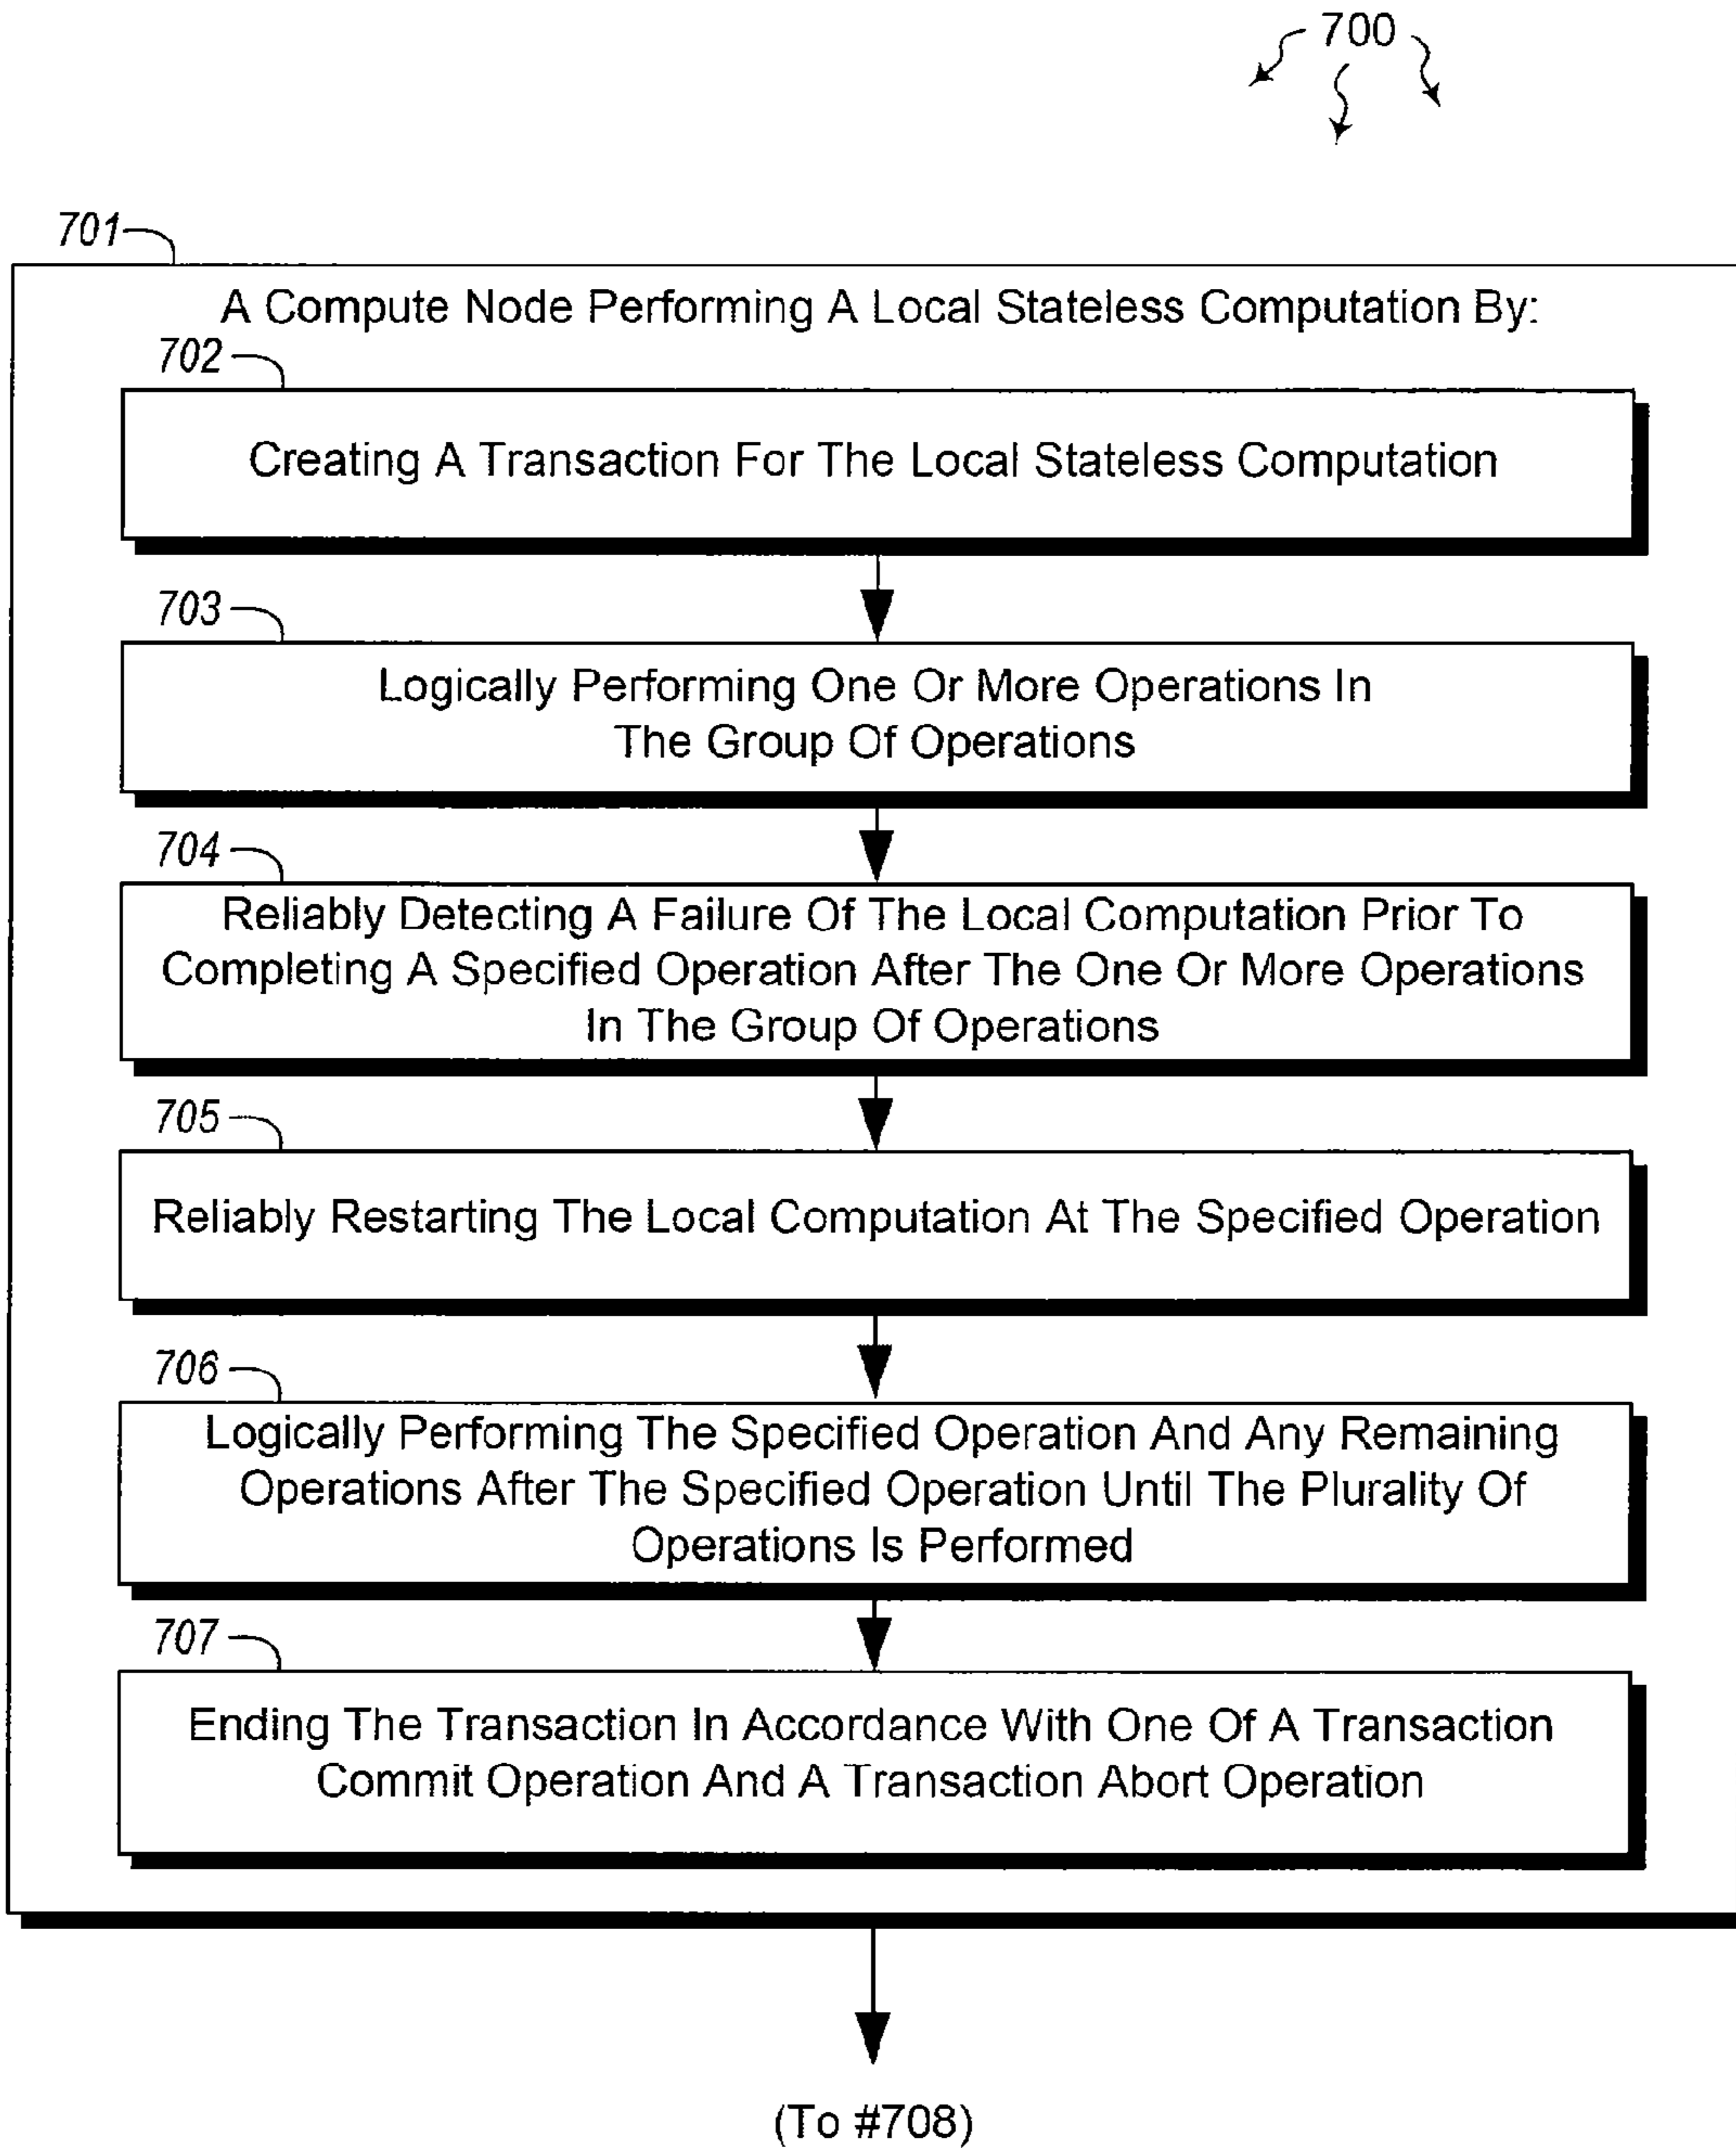 700
701
A Compute Node Performing A Local Stateless Computation By:
702
Creating A Transaction For The Local Stateless Computation
703
Logically Performing One Or More Operations In
The Group Of Operations
704
Reliably Detecting A Failure Of The Local Computation Prior To
Completing A Specified Operation After The One Or More Operations
In The Group Of Operations
705
Reliably Restarting The Local Computation At The Specified Operation
706
Logically Performing The Specified Operation And Any Remaining
Operations After The Specified Operation Until The Plurality Of
Operations Is Performed
707
Ending The Transaction In Accordance With One Of A Transaction
Commit Operation And A Transaction Abort Operation
(To #708)